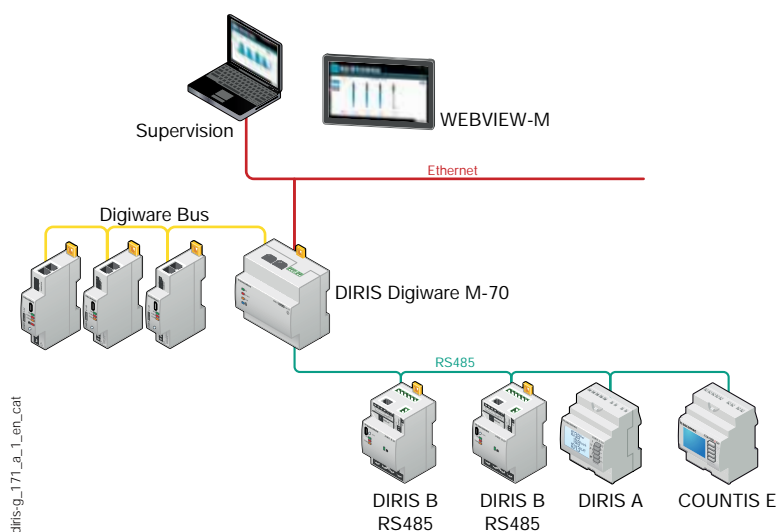 Supervision
WEBVIEW-M
Ethernet
Digiware Bus
DIRIS Digiware M-70
RS485
DIRIS B
RS485
DIRIS B
RS485
DIRIS A
COUNTIS E
diris-g_171_a_1_en_cat